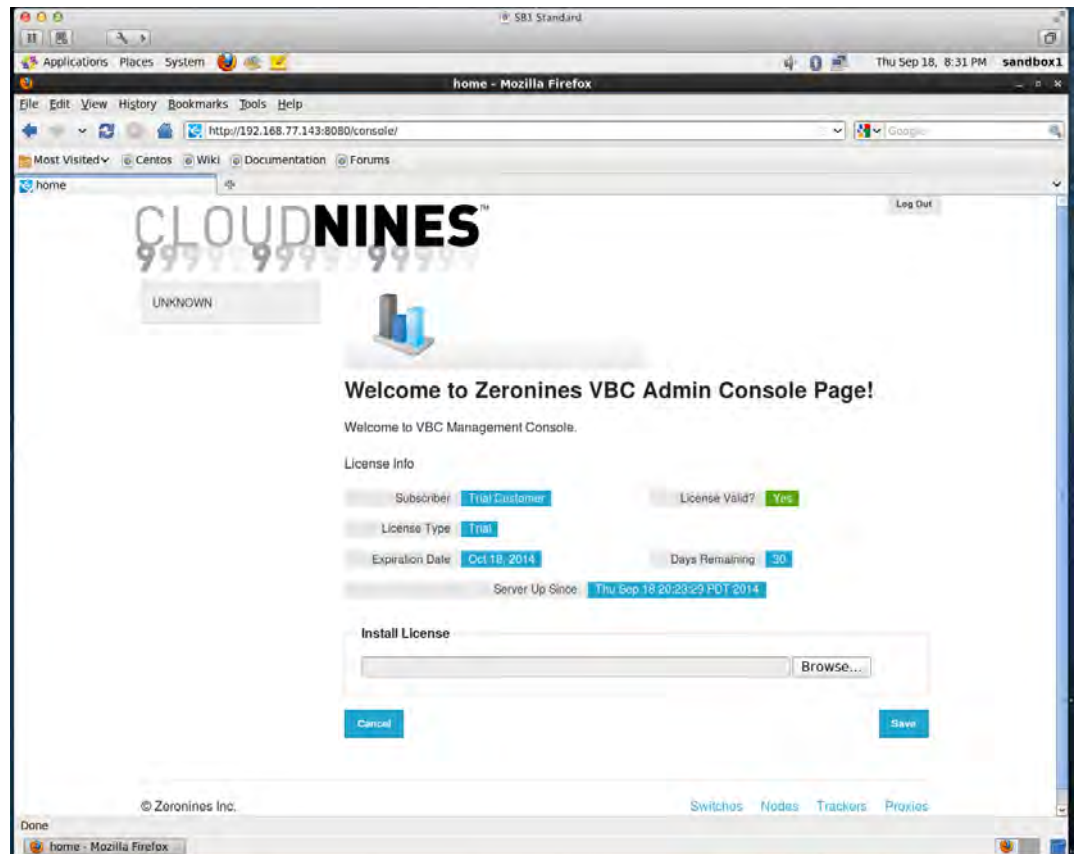 SB1 Standard
Applications Places System Thu Sep 18, 8:31 PM sandbox1
home - Mozilla Firefox
File Edit View History Bookmarks Tools Help
http://192.168.77.143:8080/console/ Google
Most Visited Centos Wiki Documentation Forums
home
Log Out
CLOUDNINES™
99999 99999 99999
UNKNOWN
Welcome to Zeronines VBC Admin Console Page!
Welcome to VBC Management Console.
License Info
Subscriber Trial Customer License Valid? Yes
License Type Trial
Expiration Date Oct 18, 2014 Days Remaining 30
Server Up Since Thu Sep 18 20:23:29 PDT 2014
Install License
Browse...
Cancel Save
© Zeronines Inc. Switches Nodes Trackers Proxies
Done
home - Mozilla Firefox